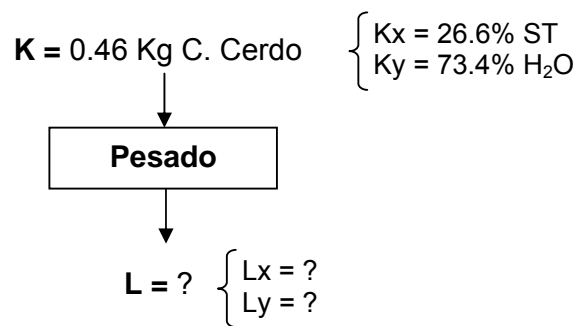 K = 0.46 Kg C. Cerdo
Kx = 26.6% ST
Ky = 73.4% H₂O
Pesado
L = ?
Lx = ?
Ly = ?